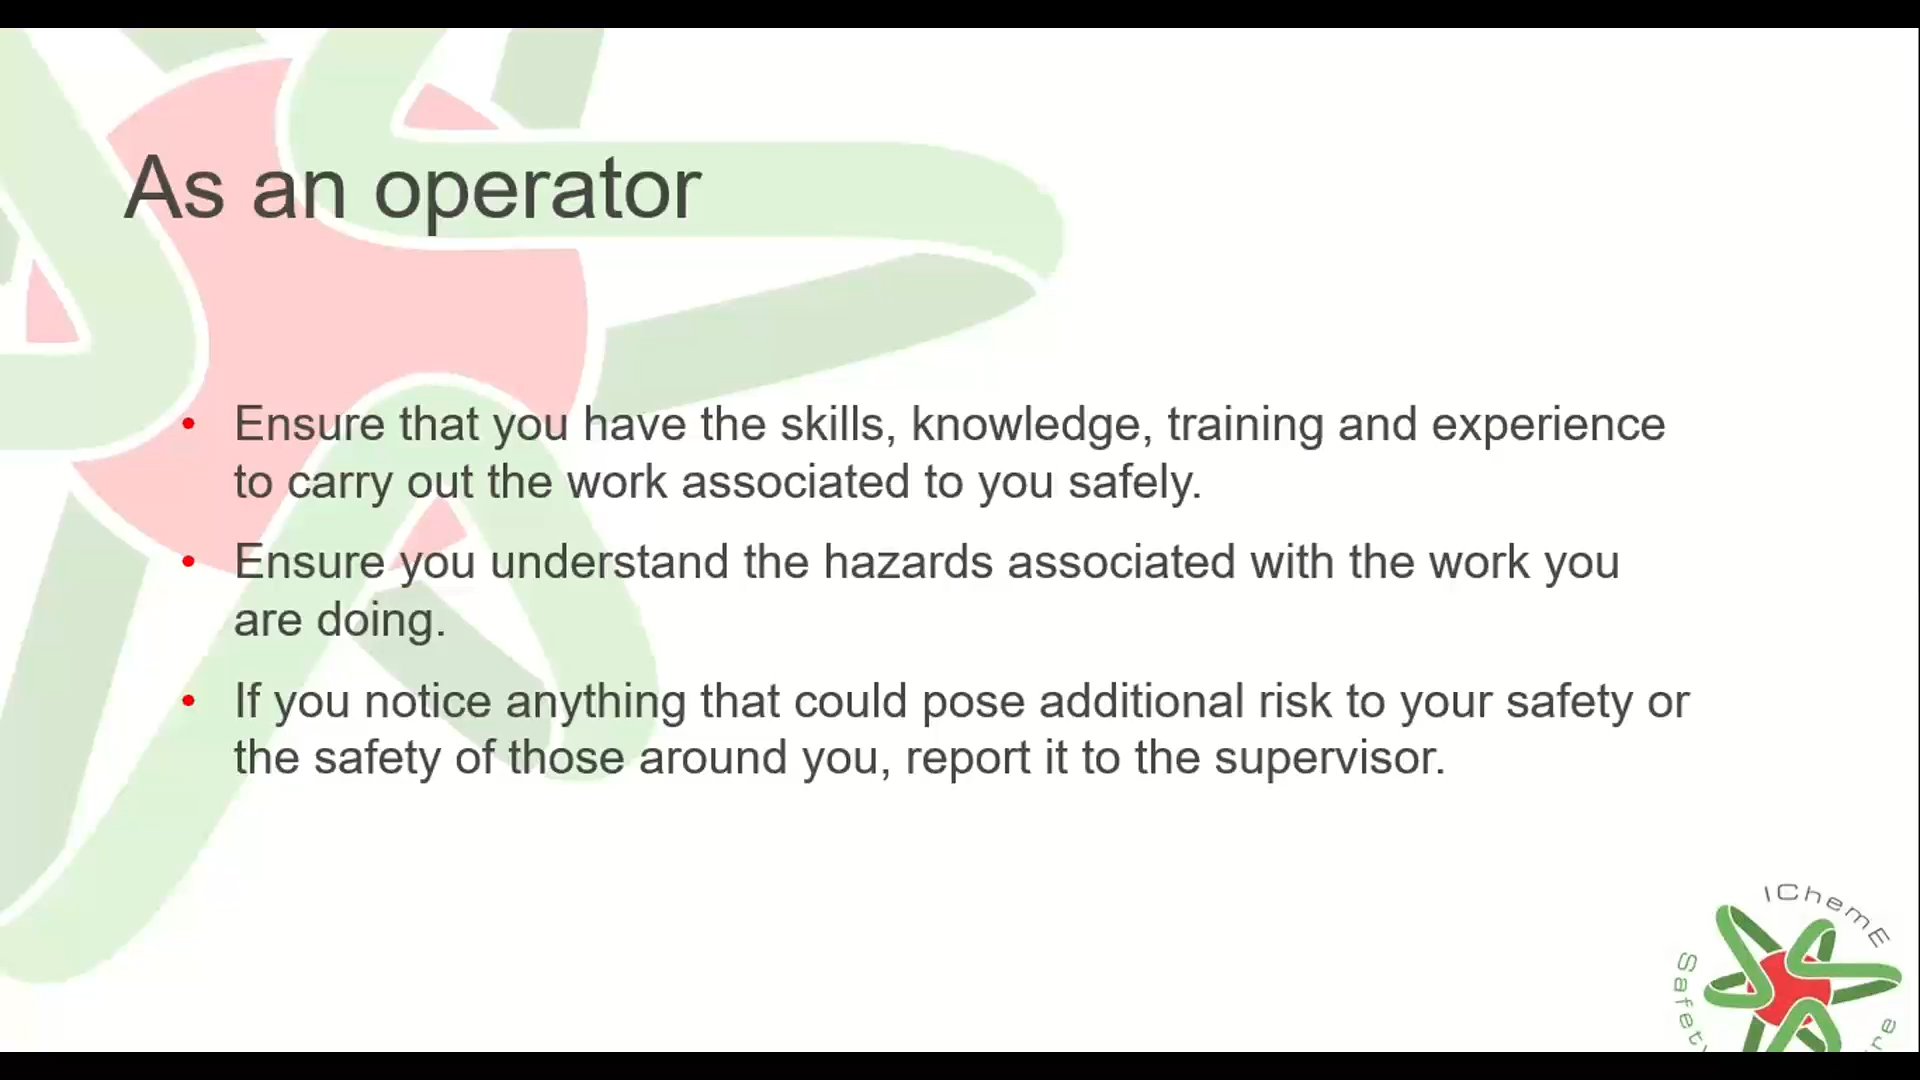 As an operator
• Ensure that you have the skills, knowledge, training and experience
to carry out the work associated to you safely.
• Ensure you understand the hazards associated with the work you
are doing.
• If you notice anything that could pose additional risk to your safety or
the safety of those around you, report it to the supervisor.
IChemE
Safety